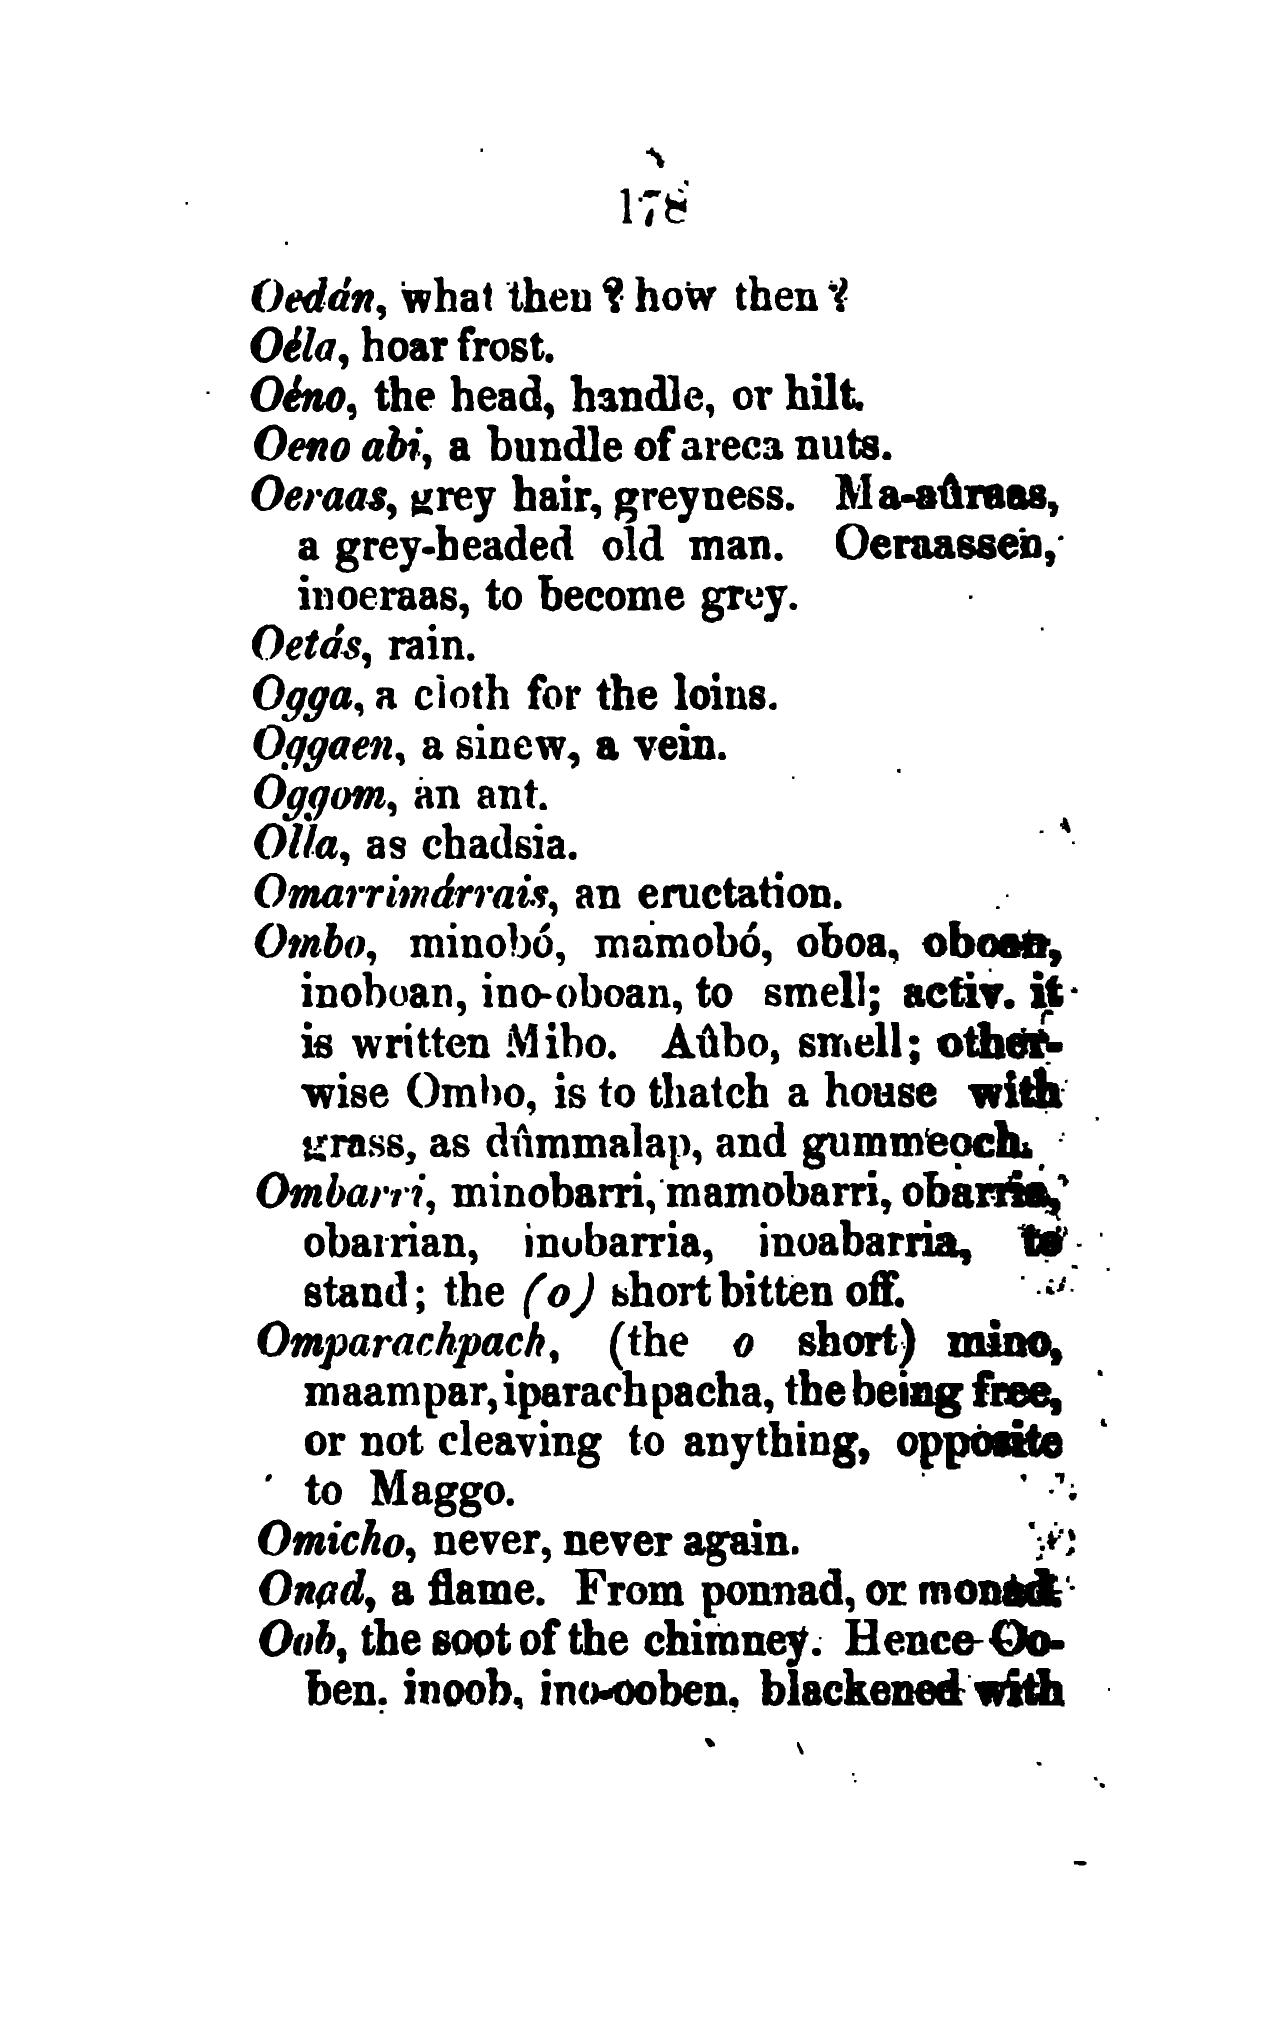 178
Oedán, what then? how then?
Oéla, hoar frost.
Oéno, the head, handle, or hilt.
Oeno abi, a bundle of areca nuts.
Oeraas, grey hair, greyness. Ma-aûraas,
a grey-headed old man. Oeraassen,
inoeraas, to become grey.
Oetás, rain.
Ogga, a cloth for the loins.
Oggaen, a sinew, a vein.
Oggom, an ant.
Olla, as chadsia.
Omarrimárrais, an eructation.
Ombo, minobó, mamobó, oboa, oboan,
inoboan, ino-oboan, to smell; activ. it
is written Mibo. Aûbo, smell; other-
wise Ombo, is to thatch a house with
grass, as dûmmalap, and gummeoch.
Ombarri, minobarri, mamobarri, obarria,
obarrian, inobarria, inoabarria, to
stand; the (o) short bitten off.
Omparachpach, (the o short) mino,
maampar, iparachpacha, the being free,
or not cleaving to anything, opposite
to Maggo.
Omicho, never, never again.
Onad, a flame. From ponnad, or monad.
Oob, the soot of the chimney. Hence Oo-
ben. inoob, ino-ooben, blackened with